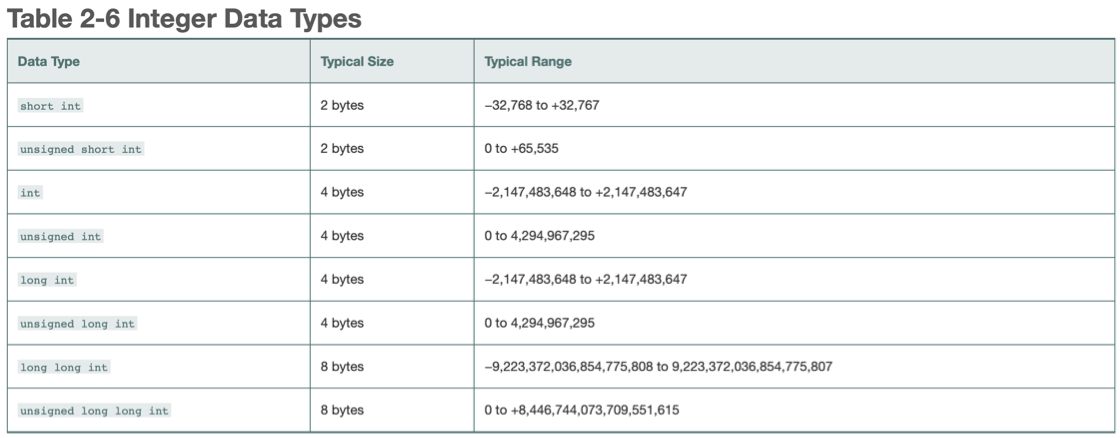 Table 2-6 Integer Data Types
Data Type Typical Size Typical Range
short int 2 bytes −32,768 to +32,767
unsigned short int 2 bytes 0 to +65,535
int 4 bytes −2,147,483,648 to +2,147,483,647
unsigned int 4 bytes 0 to 4,294,967,295
long int 4 bytes −2,147,483,648 to +2,147,483,647
unsigned long int 4 bytes 0 to 4,294,967,295
long long int 8 bytes −9,223,372,036,854,775,808 to 9,223,372,036,854,775,807
unsigned long long int 8 bytes 0 to +8,446,744,073,709,551,615